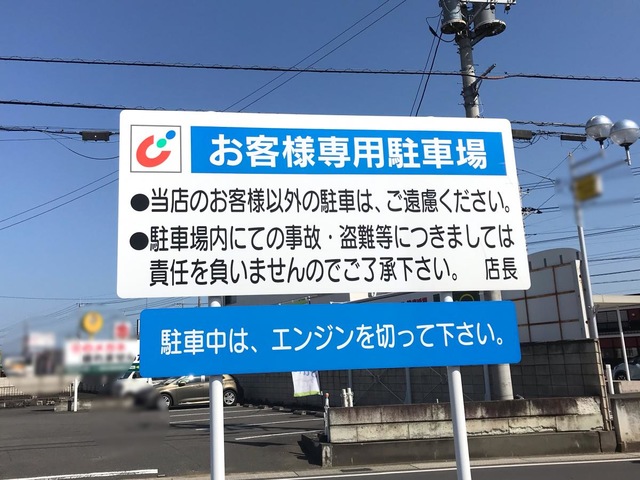 お客様専用駐車場
●当店のお客様以外の駐車は、ご遠慮ください。
●駐車場内にての事故・盗難等につきましては
責任を負いませんのでご了承下さい。 店長
駐車中は、エンジンを切って下さい。